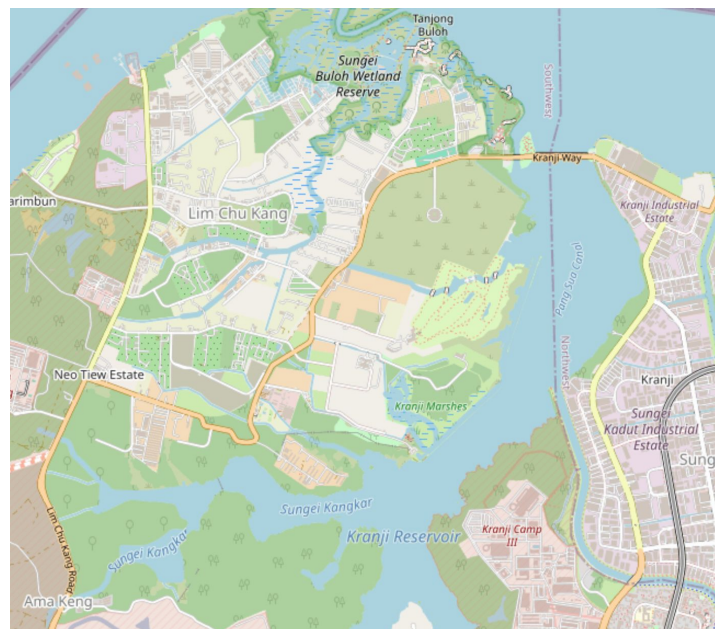 Tanjong
Buloh
Sungei
Buloh Wetland
Reserve
Southwest
Kranji Way
arimbun
Lim Chu Kang
Kranji Industrial
Estate
Pang Sua Canal
Northwest
Neo Tiew Estate
Kranji
Kranji Marshes
Sungei
Kadut Industrial
Estate
Sung
Sungei Kangkar
Lim Chu Kang Road
Sungei Kangkar
Kranji Reservoir
Kranji Camp
III
Ama Keng